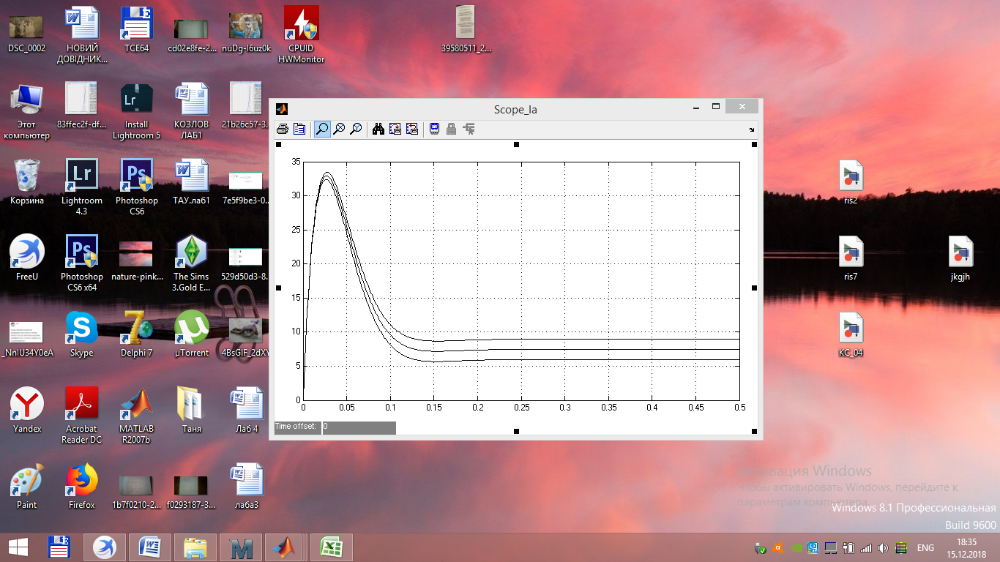 DSC_0002
НОВИЙ
ДОВІДНИК...
TCE64
cd02e8fe-2...
nuDg-I6uz0k
CPUID
HWMonitor
39580511_2...
Этот
компьютер
83ffec2f-df...
Install
Lightroom 5
КОЗЛОВ
ЛАБ1
21b26c57-3...
Корзина
Lightroom
4.3
Photoshop
CS6
ТАУ.лаб1
7e5f9be3-0...
FreeU
Photoshop
CS6 x64
nature-pink...
The Sims
3.Gold E...
529d50d3-8...
_NnIU34Y0eA
Skype
Delphi 7
µTorrent
4BsGIF_2dXY
Yandex
Acrobat
Reader DC
MATLAB
R2007b
Таня
Лаб 4
Paint
Firefox
1b7f0210-2...
f0293187-3...
лаба3
Scope_Ia
35
30
25
20
15
10
5
0
0 0.05 0.1 0.15 0.2 0.25 0.3 0.35 0.4 0.45 0.5
Time offset: 0
ris2
ris7
jkgjh
КС_04
Активация Windows
Чтобы активировать Windows, перейдите к
параметрам компьютера.
Windows 8.1 Профессиональная
Build 9600
ENG
18:35
15.12.2018